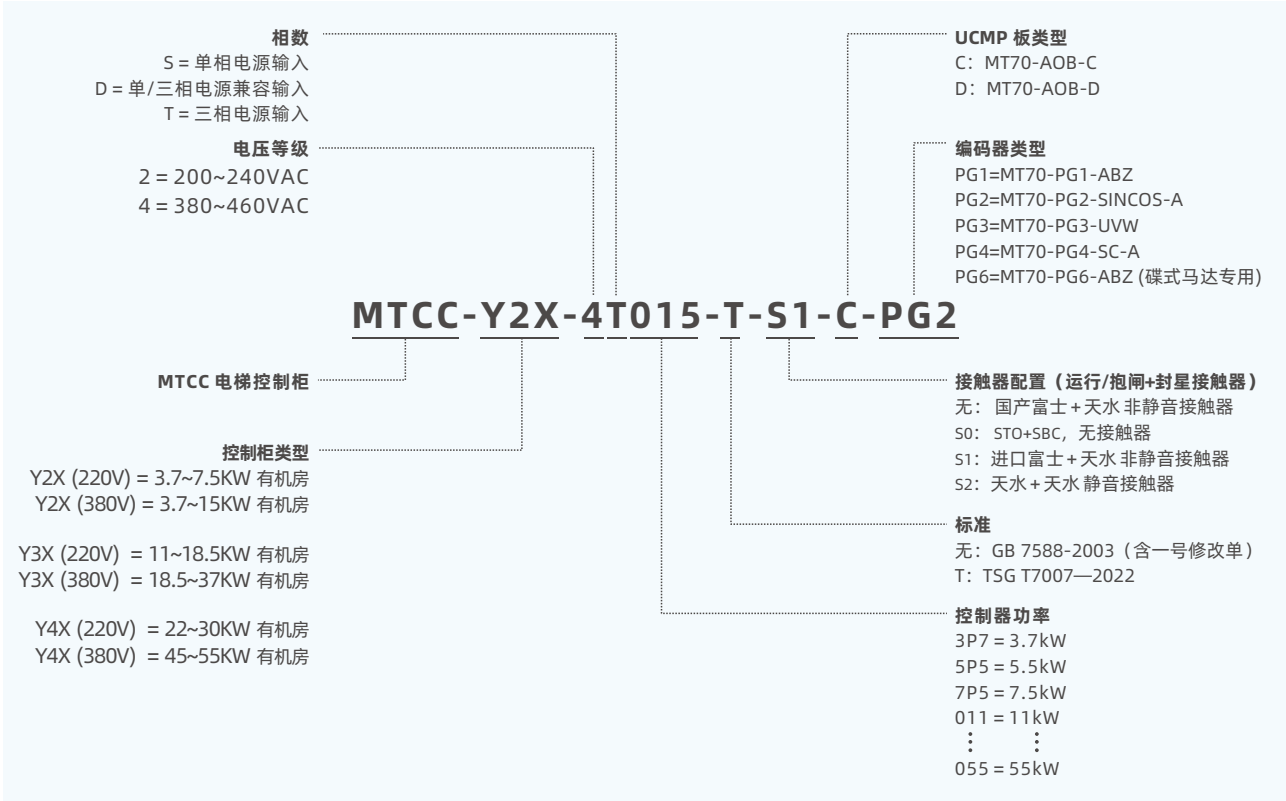 相数
S = 单相电源输入
D = 单/三相电源兼容输入
T = 三相电源输入
电压等级
2 = 200~240VAC
4 = 380~460VAC
UCMP 板类型
C：MT70-AOB-C
D：MT70-AOB-D
编码器类型
PG1=MT70-PG1-ABZ
PG2=MT70-PG2-SINCOS-A
PG3=MT70-PG3-UVW
PG4=MT70-PG4-SC-A
PG6=MT70-PG6-ABZ (碟式马达专用)
MTCC-Y2X-4T015-T-S1-C-PG2
MTCC 电梯控制柜
控制柜类型
Y2X (220V) = 3.7~7.5KW 有机房
Y2X (380V) = 3.7~15KW 有机房
Y3X (220V) = 11~18.5KW 有机房
Y3X (380V) = 18.5~37KW 有机房
Y4X (220V) = 22~30KW 有机房
Y4X (380V) = 45~55KW 有机房
接触器配置（运行/抱闸+封星接触器）
无： 国产富士+天水 非静音接触器
S0： STO+SBC，无接触器
S1：进口富士+天水 非静音接触器
S2：天水+天水 静音接触器
标准
无：GB 7588-2003（含一号修改单）
T：TSG T7007—2022
控制器功率
3P7 = 3.7kW
5P5 = 5.5kW
7P5 = 7.5kW
011 = 11kW
⋮ ⋮
055 = 55kW